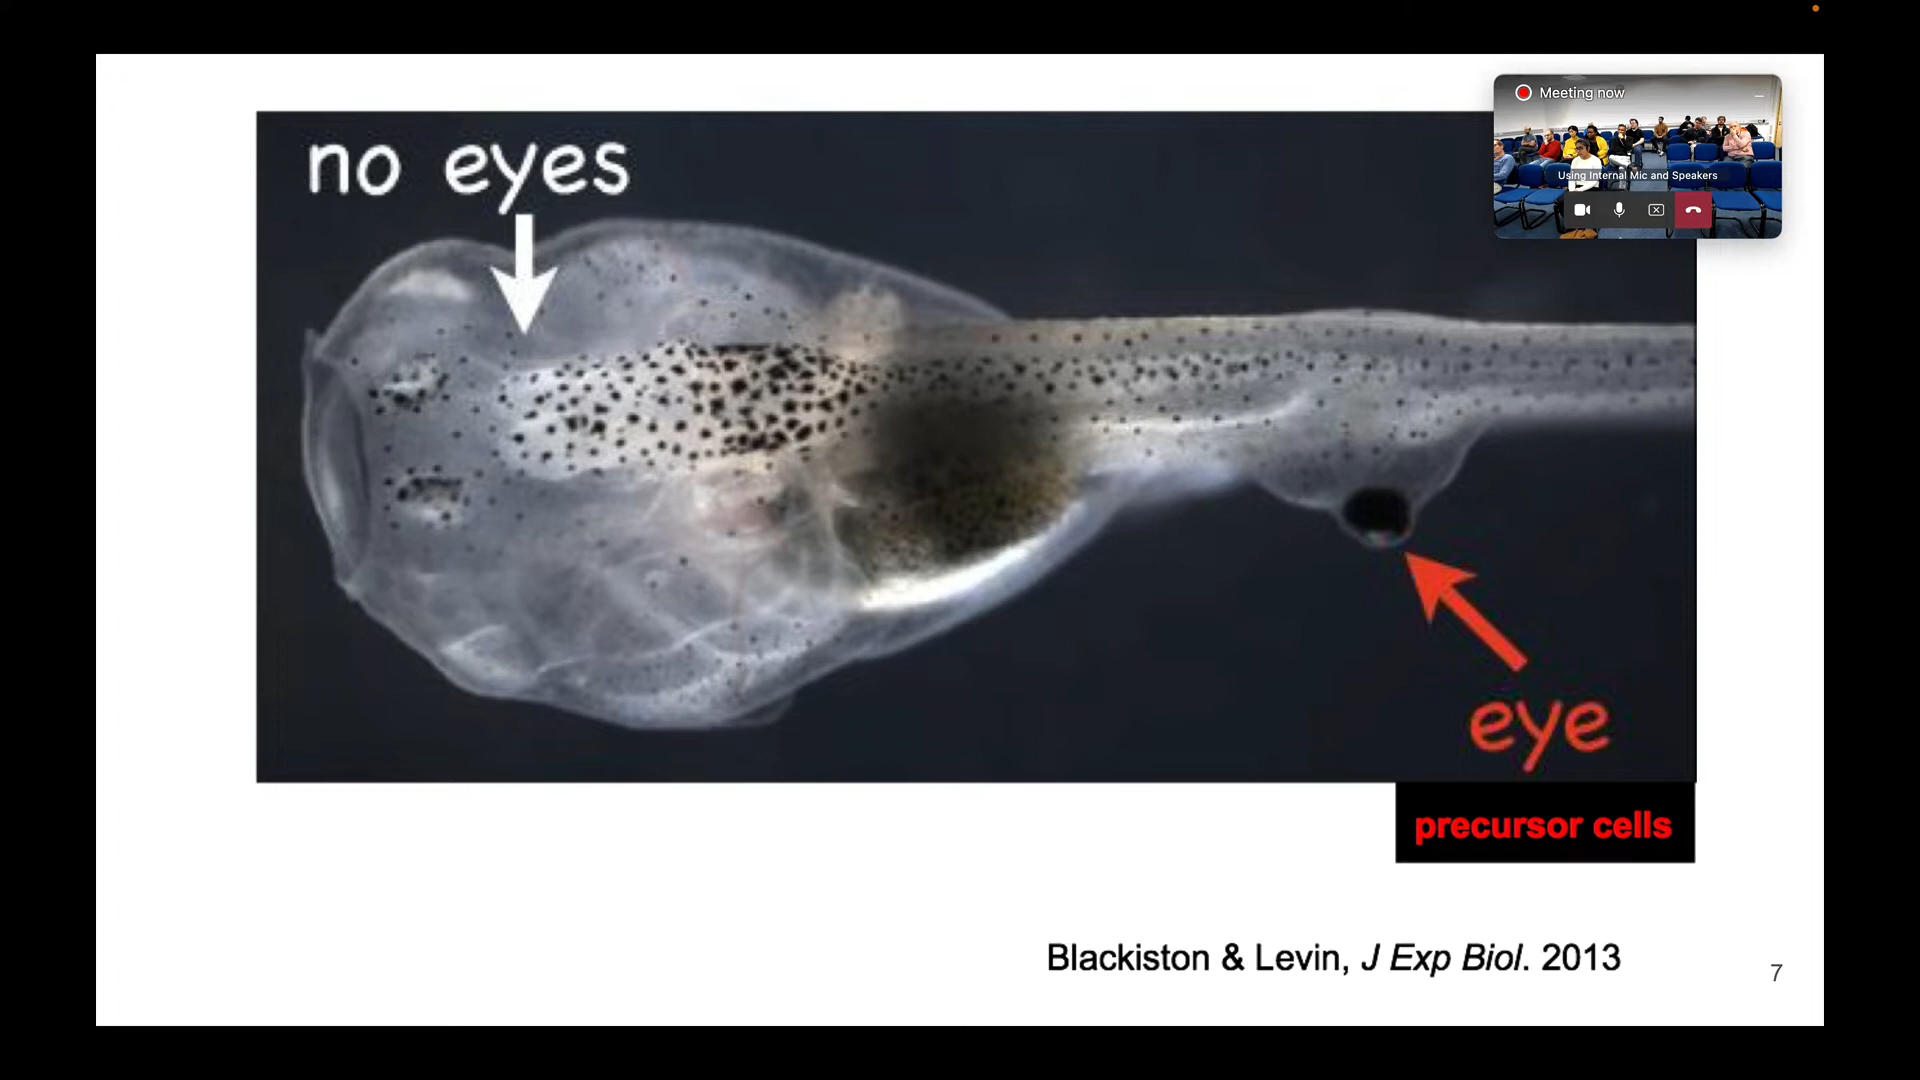 no eyes
Meeting now
Using Internal Mic and Speakers
eye
precursor cells
Blackiston & Levin, J Exp Biol. 2013
7